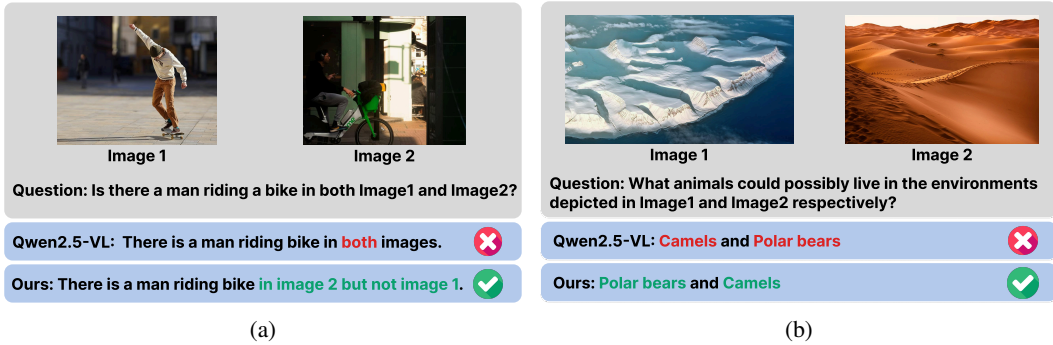 Image 1
Image 2
Question: Is there a man riding a bike in both Image1 and Image2?
Qwen2.5-VL: There is a man riding bike in both images.
Ours: There is a man riding bike in image 2 but not image 1.
(a)
Image 1
Image 2
Question: What animals could possibly live in the environments
depicted in Image1 and Image2 respectively?
Qwen2.5-VL: Camels and Polar bears
Ours: Polar bears and Camels
(b)